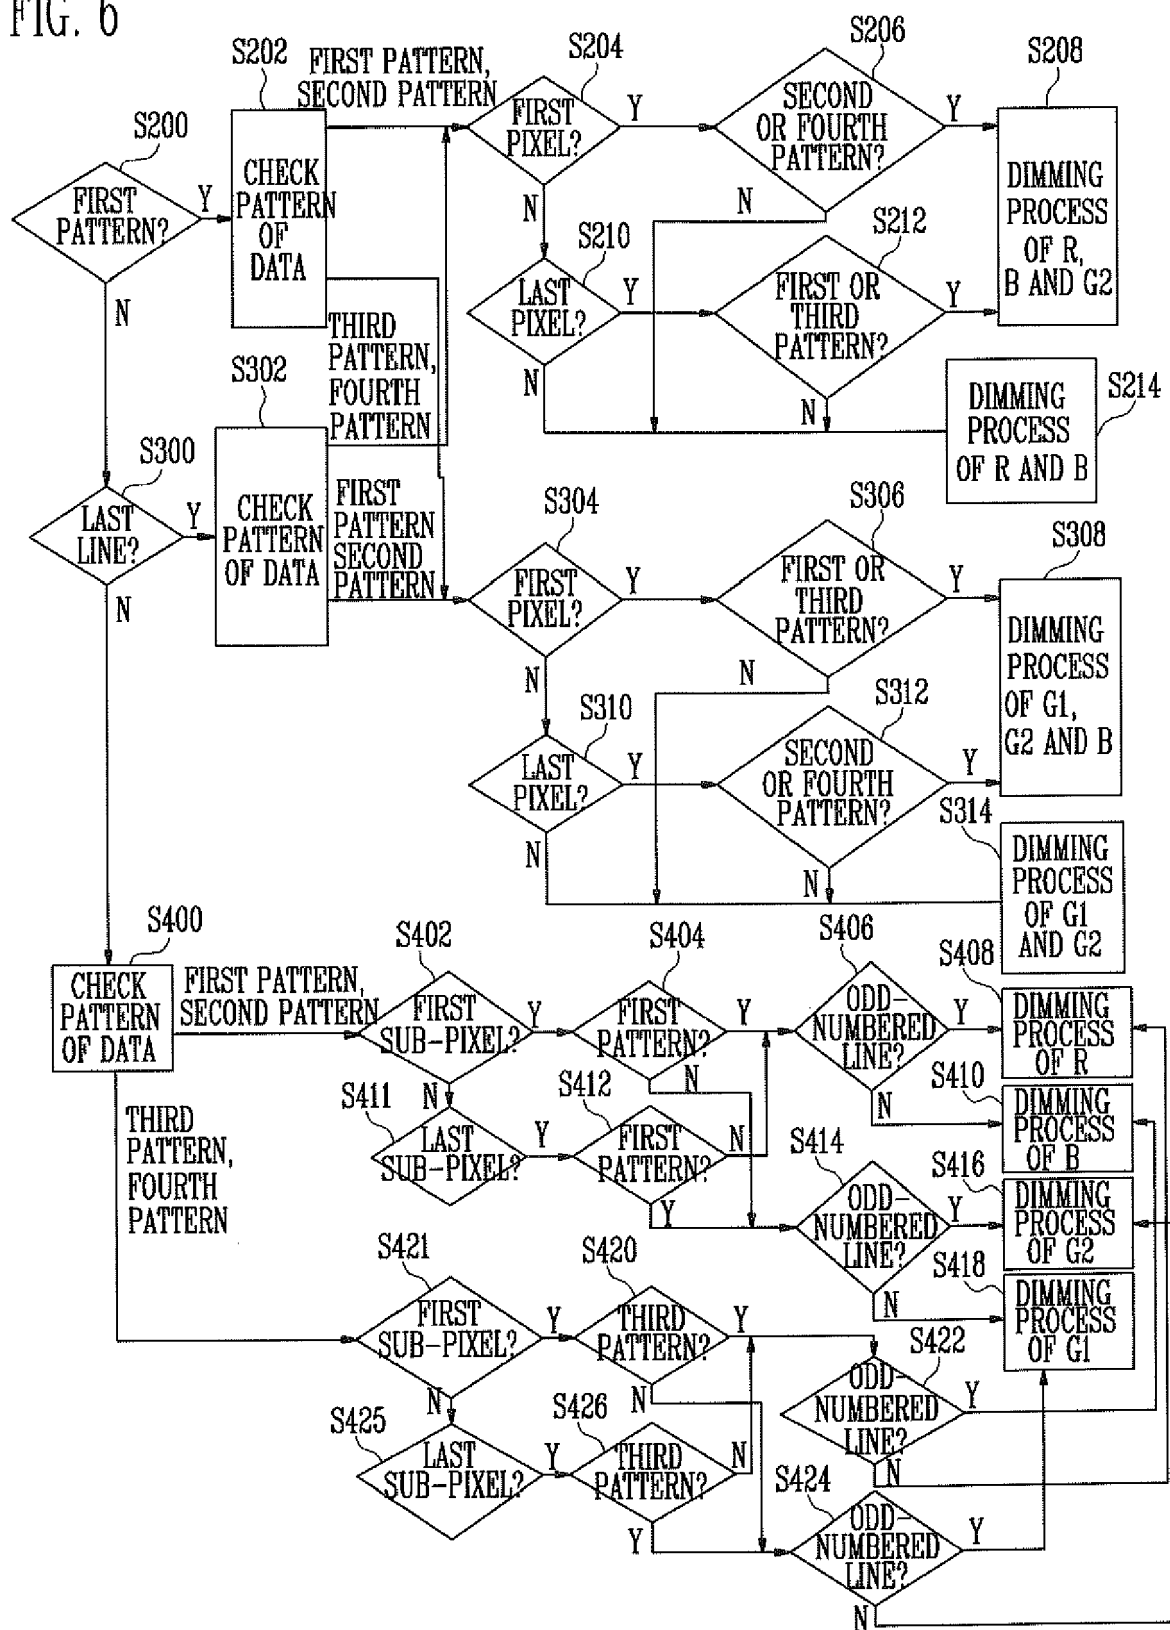 FIG. 6
S200
FIRST
PATTERN?
Y
N
S202
CHECK
PATTERN
OF
DATA
FIRST PATTERN,
SECOND PATTERN
THIRD
PATTERN,
FOURTH
PATTERN
S204
FIRST
PIXEL?
Y
N
S206
SECOND
OR FOURTH
PATTERN?
Y
N
S208
DIMMING
PROCESS
OF R,
B AND G2
S210
LAST
PIXEL?
Y
N
S212
FIRST OR
THIRD
PATTERN?
Y
N
S214
DIMMING
PROCESS
OF R AND B
S300
LAST
LINE?
Y
N
S302
CHECK
PATTERN
OF DATA
FIRST
PATTERN
SECOND
PATTERN
S304
FIRST
PIXEL?
Y
N
S306
FIRST OR
THIRD
PATTERN?
Y
N
S308
DIMMING
PROCESS
OF G1,
G2 AND B
S310
LAST
PIXEL?
Y
N
S312
SECOND
OR FOURTH
PATTERN?
Y
N
S314
DIMMING
PROCESS
OF G1
AND G2
S400
CHECK
PATTERN
OF DATA
FIRST PATTERN,
SECOND PATTERN
THIRD
PATTERN,
FOURTH
PATTERN
S402
FIRST
SUB-PIXEL?
Y
N
S404
FIRST
PATTERN?
Y
N
S406
ODD-
NUMBERED
LINE?
Y
N
S408
DIMMING
PROCESS
OF R
S410
DIMMING
PROCESS
OF B
S411
LAST
SUB-PIXEL?
Y
S412
FIRST
PATTERN?
N
Y
S414
ODD-
NUMBERED
LINE?
Y
N
S416
DIMMING
PROCESS
OF G2
S418
DIMMING
PROCESS
OF G1
S421
FIRST
SUB-PIXEL?
Y
N
S420
THIRD
PATTERN?
Y
N
S422
ODD-
NUMBERED
LINE?
Y
N
S425
LAST
SUB-PIXEL?
Y
S426
THIRD
PATTERN?
N
Y
S424
ODD-
NUMBERED
LINE?
Y
N